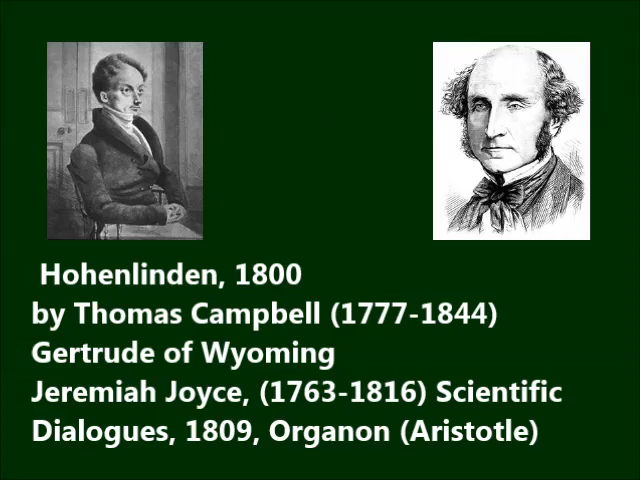 Hohenlinden, 1800
by Thomas Campbell (1777-1844)
Gertrude of Wyoming
Jeremiah Joyce, (1763-1816) Scientific
Dialogues, 1809, Organon (Aristotle)